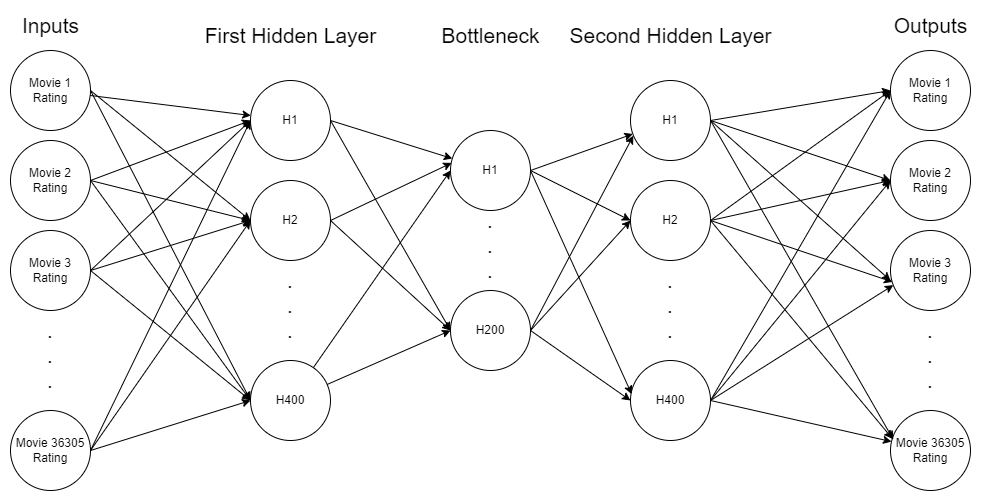 Inputs
First Hidden Layer
Bottleneck
Second Hidden Layer
Outputs
Movie 1
Rating
Movie 2
Rating
Movie 3
Rating
.
.
.
Movie 36305
Rating
H1
H2
.
.
.
H400
H1
.
.
.
H200
H1
H2
.
.
.
H400
Movie 1
Rating
Movie 2
Rating
Movie 3
Rating
.
.
.
Movie 36305
Rating